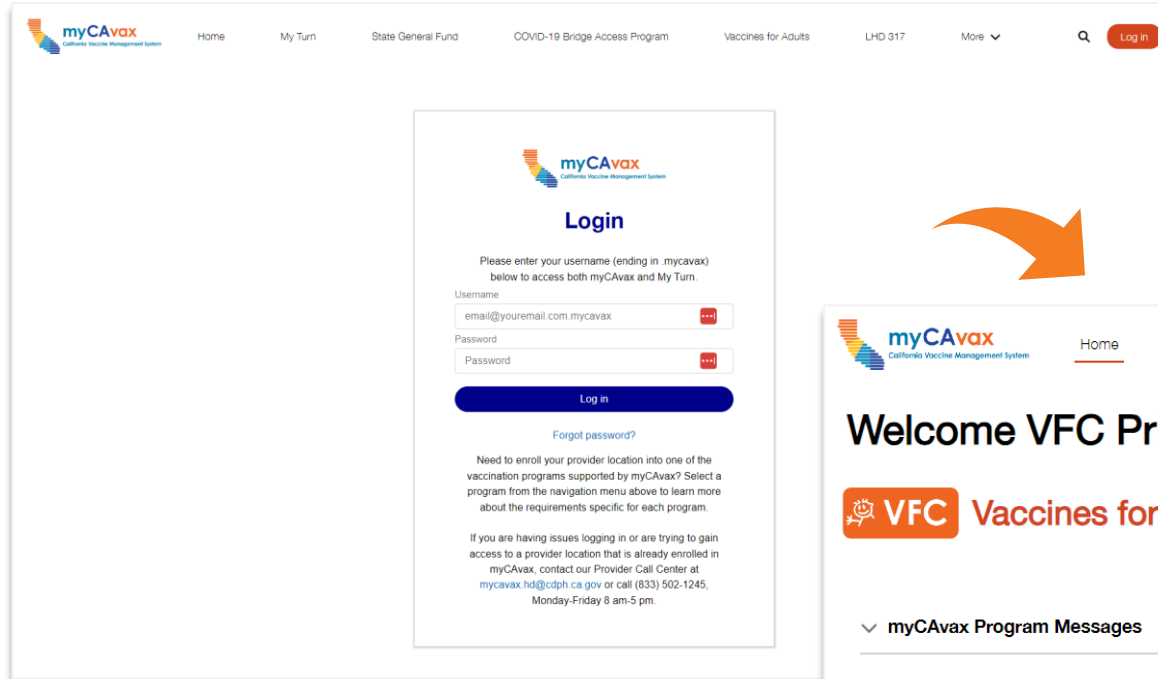 myCAvax
California Vaccine Management System
Home My Turn State General Fund COVID-19 Bridge Access Program Vaccines for Adults LHD 317 More Log in
myCAvax
California Vaccine Management System
Login
Please enter your username (ending in .mycavax)
below to access both myCAvax and My Turn.
Username
email@youremail.com.mycavax
Password
Password
Log in
Forgot password?
Need to enroll your provider location into one of the
vaccination programs supported by myCAvax? Select a
program from the navigation menu above to learn more
about the requirements specific for each program.
If you are having issues logging in or are trying to gain
access to a provider location that is already enrolled in
myCAvax, contact our Provider Call Center at
mycavax.hd@cdph.ca.gov or call (833) 502-1245,
Monday-Friday 8 am-5 pm.
myCAvax
California Vaccine Management System
Home
Welcome VFC Pr
VFC Vaccines for
myCAvax Program Messages